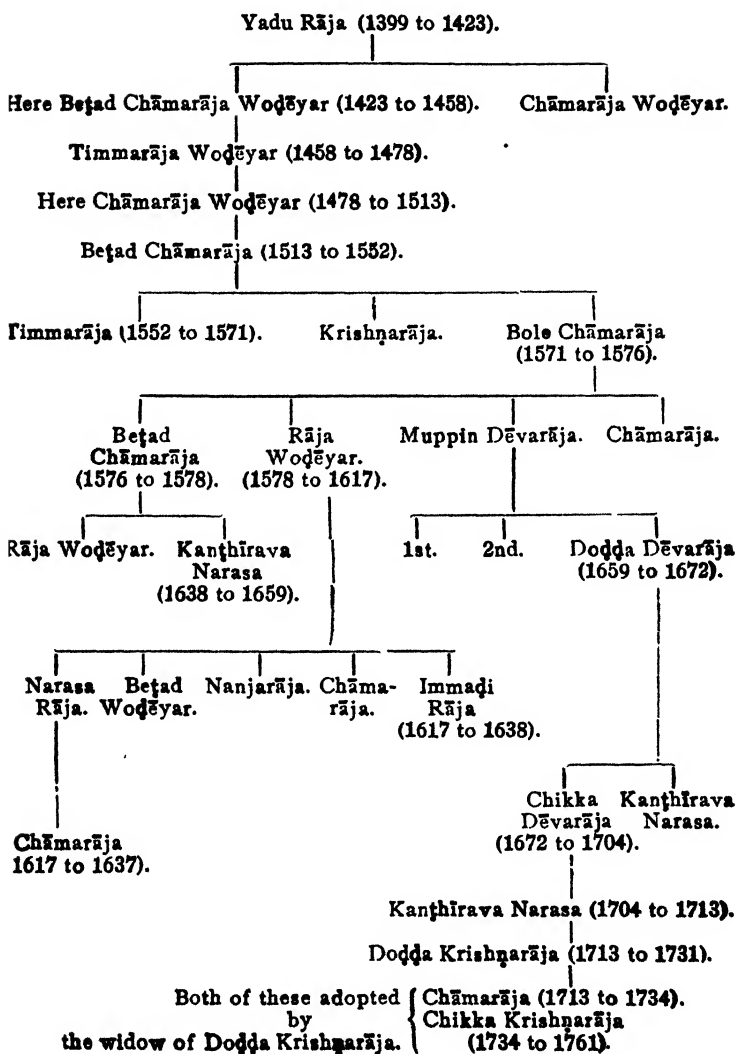 Yadu Rāja (1399 to 1423).
Here Beṭad Chāmarāja Woḍēyar (1423 to 1458). Chāmarāja Woḍēyar.
Timmarāja Woḍēyar (1458 to 1478).
Here Chāmarāja Woḍēyar (1478 to 1513).
Beṭad Chāmarāja (1513 to 1552).
Timmarāja (1552 to 1571). Krishṇarāja. Bole Chāmarāja
(1571 to 1576).
Beṭad Rāja Muppin Dēvarāja. Chāmarāja.
Chāmarāja Woḍēyar.
(1576 to 1578). (1578 to 1617).
Rāja Woḍēyar. Kanṭhīrava 1st. 2nd. Dodda Dēvarāja
Narasa (1659 to 1672).
(1638 to 1659).
Narasa Beṭad Nanjarāja. Chāma- Immaḍi
Rāja. Woḍēyar. rāja. Rāja
(1617 to 1638).
Chikka Kanṭhīrava
Dēvarāja Narasa.
(1672 to 1704).
Chāmarāja
1617 to 1637).
Kanṭhīrava Narasa (1704 to 1713).
Doḍḍa Krishṇarāja (1713 to 1731).
Both of these adopted { Chāmarāja (1713 to 1734).
by Chikka Krishṇarāja
the widow of Doḍḍa Krishṇarāja. (1734 to 1761).